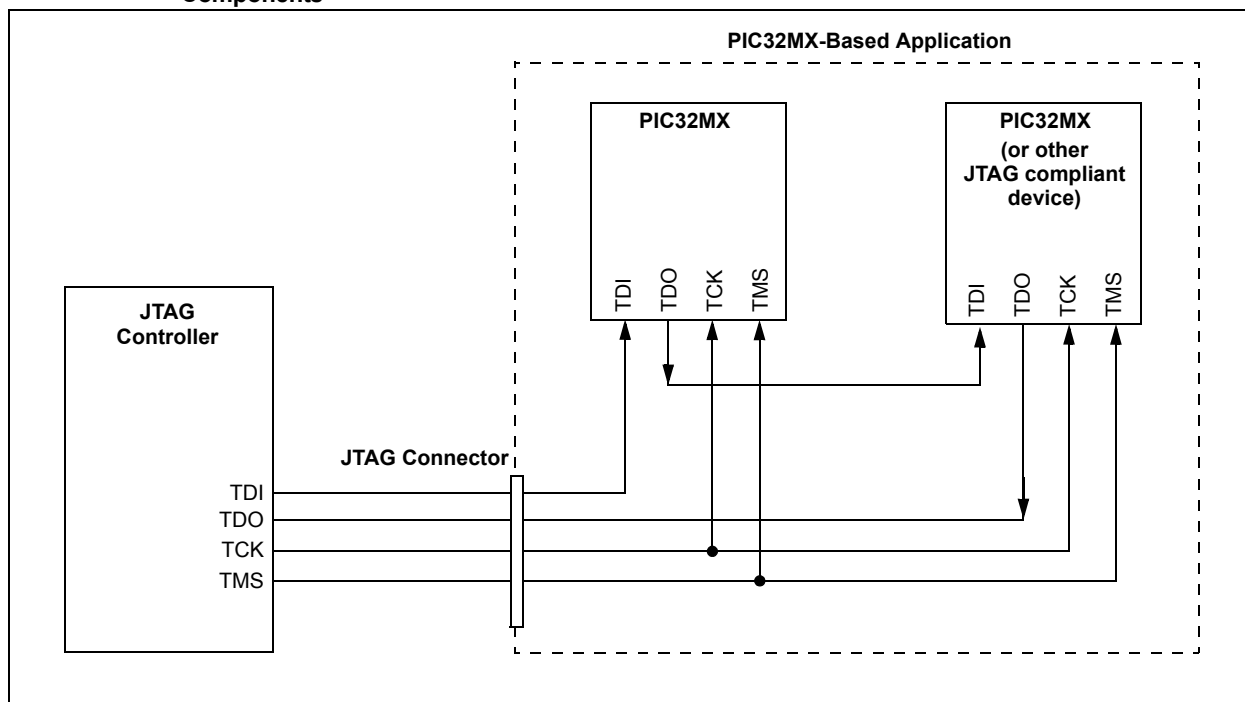 Components
PIC32MX-Based Application
PIC32MX
PIC32MX
(or other
JTAG compliant
device)
TDI
TDO
TCK
TMS
TDI
TDO
TCK
TMS
JTAG
Controller
JTAG Connector
TDI
TDO
TCK
TMS